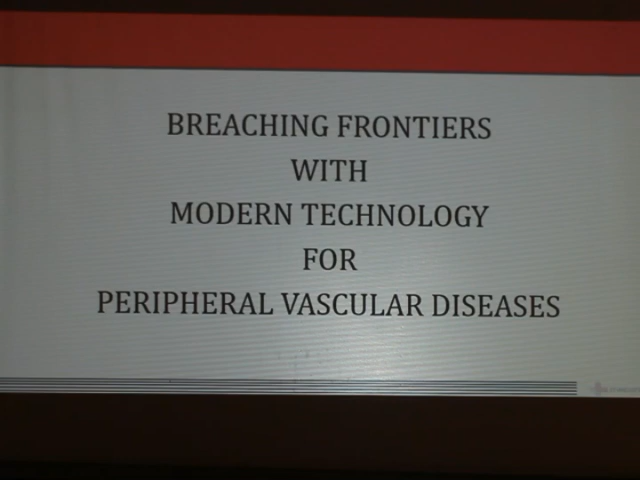 BREACHING FRONTIERS
WITH
MODERN TECHNOLOGY
FOR
PERIPHERAL VASCULAR DISEASES